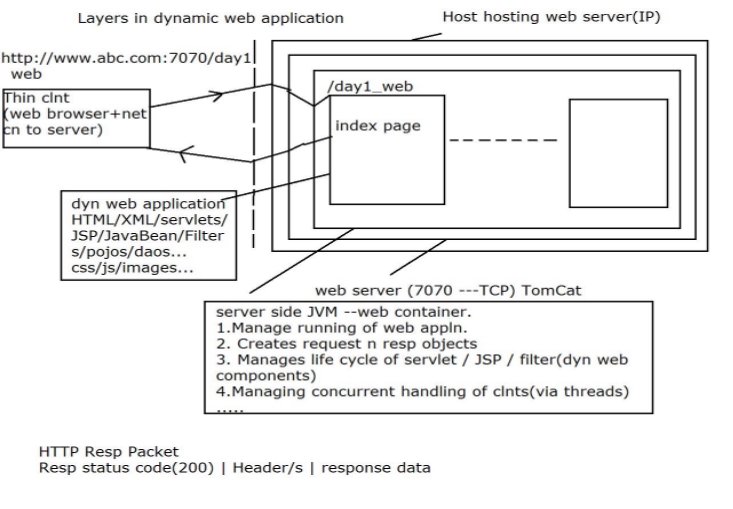 Layers in dynamic web application
Host hosting web server(IP)
http://www.abc.com:7070/day1_
web
Thin clnt
(web browser+net
cn to server)
/day1_web
index page
dyn web application
HTML/XML/servlets/
JSP/JavaBean/Filter
s/pojos/daos...
css/js/images...
web server (7070 ---TCP) TomCat
server side JVM --web container.
1.Manage running of web appln.
2. Creates request n resp objects
3. Manages life cycle of servlet / JSP / filter(dyn web
components)
4.Managing concurrent handling of clnts(via threads)
.....
HTTP Resp Packet
Resp status code(200) | Header/s | response data